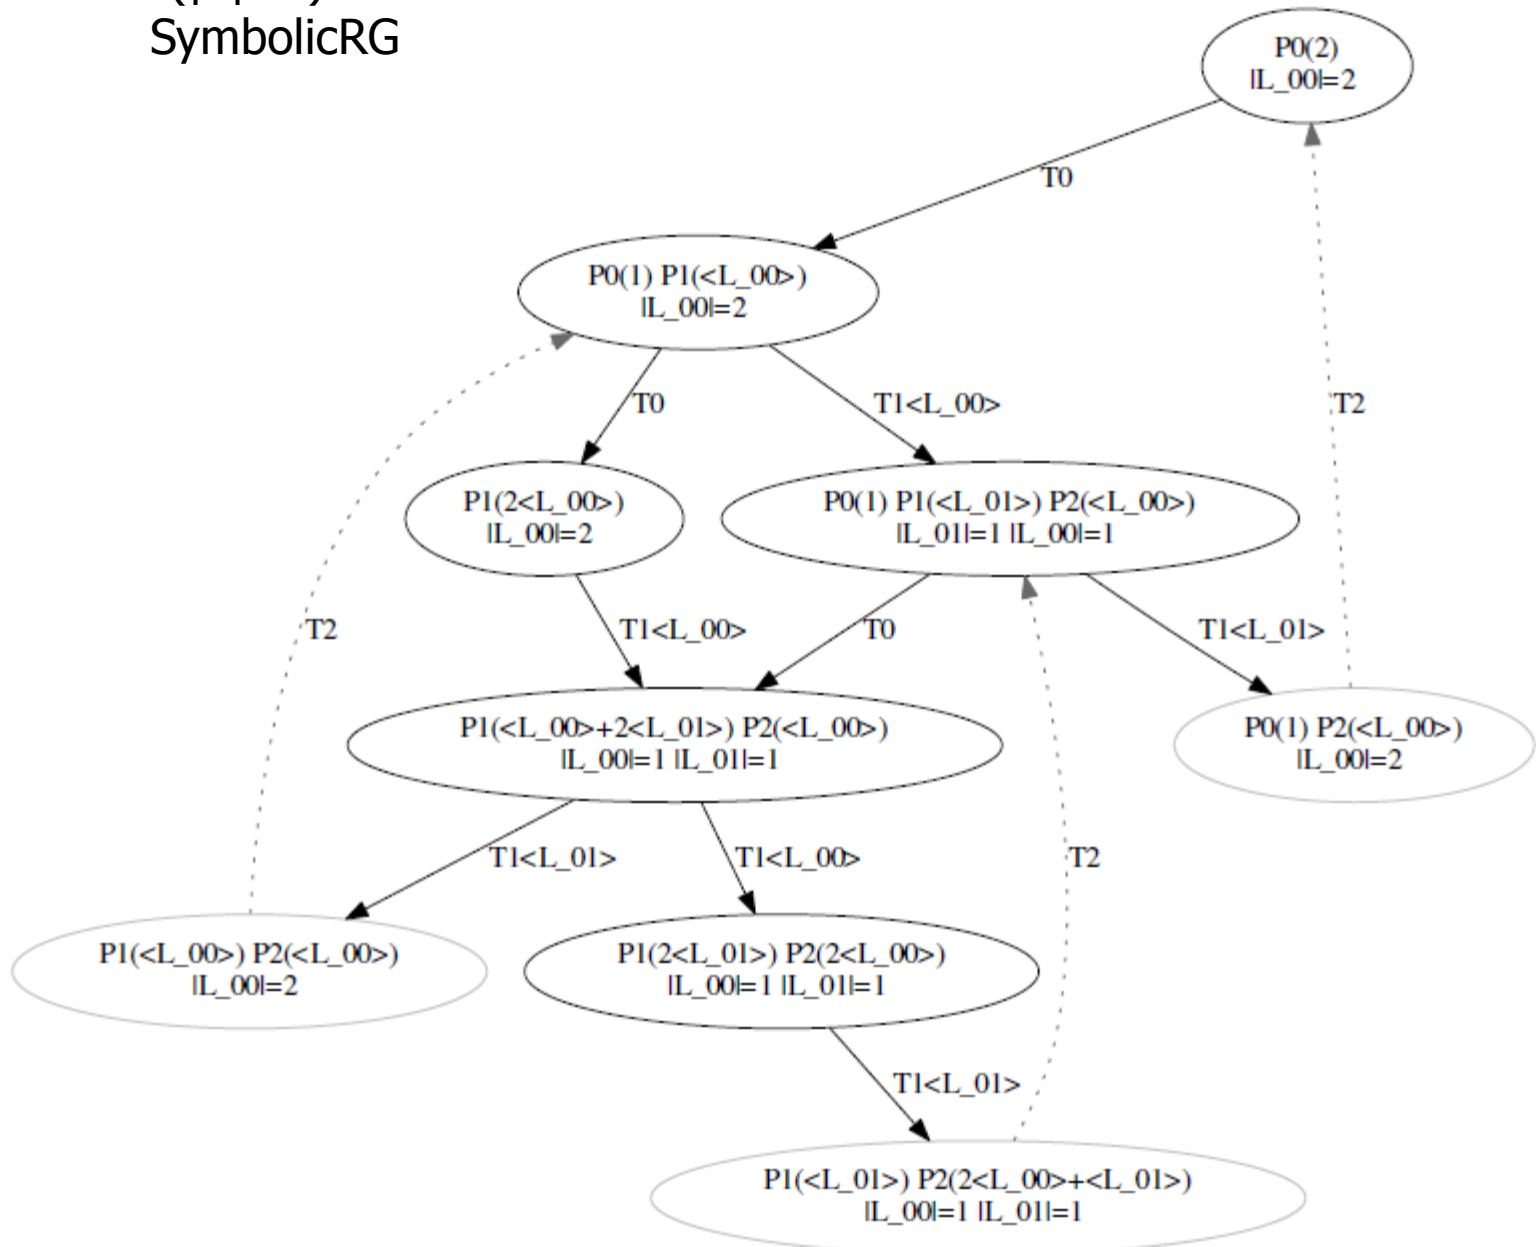 SymbolicRG
P0(2)
|L_00|=2
T0
P0(1) P1(<L_00>)
|L_00|=2
T0
T1<L_00>
T2
P1(2<L_00>)
|L_00|=2
P0(1) P1(<L_01>) P2(<L_00>)
|L_01|=1 |L_00|=1
T2
T1<L_00>
T0
T1<L_01>
P1(<L_00>+2<L_01>) P2(<L_00>)
|L_00|=1 |L_01|=1
P0(1) P2(<L_00>)
|L_00|=2
T1<L_01>
T1<L_00>
T2
P1(<L_00>) P2(<L_00>)
|L_00|=2
P1(2<L_01>) P2(2<L_00>)
|L_00|=1 |L_01|=1
T1<L_01>
P1(<L_01>) P2(2<L_00>+<L_01>)
|L_00|=1 |L_01|=1